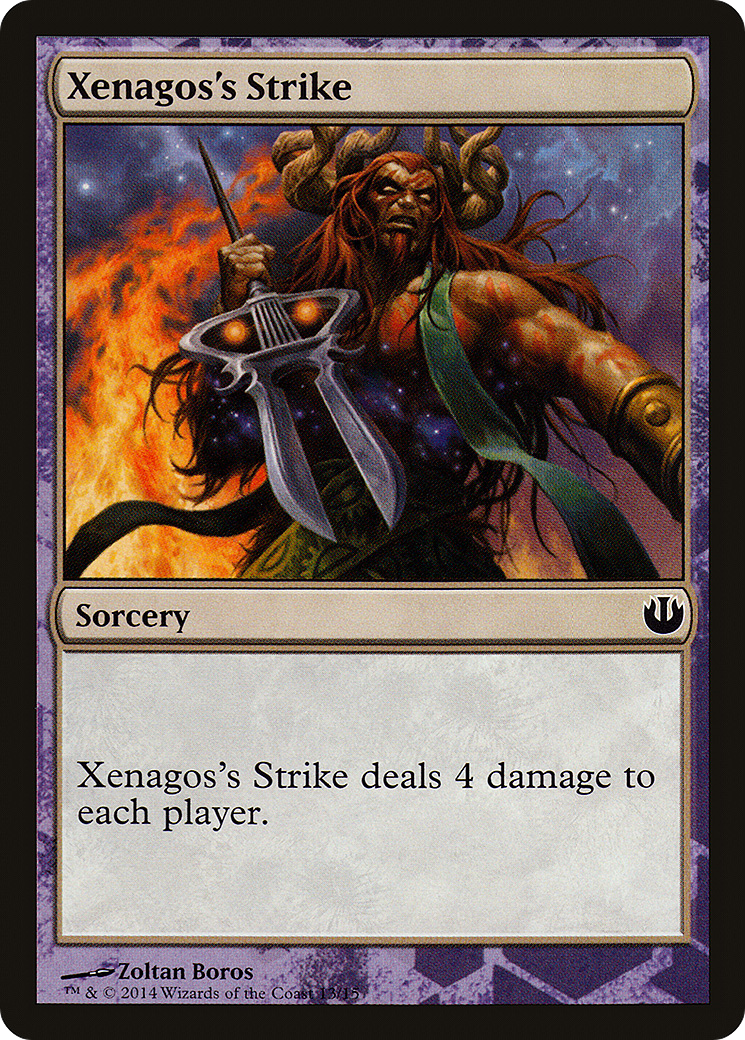 Xenagos's Strike
Sorcery
Xenagos's Strike deals 4 damage to
each player.
Zoltan Boros
™ & © 2014 Wizards of the Coast 13/15